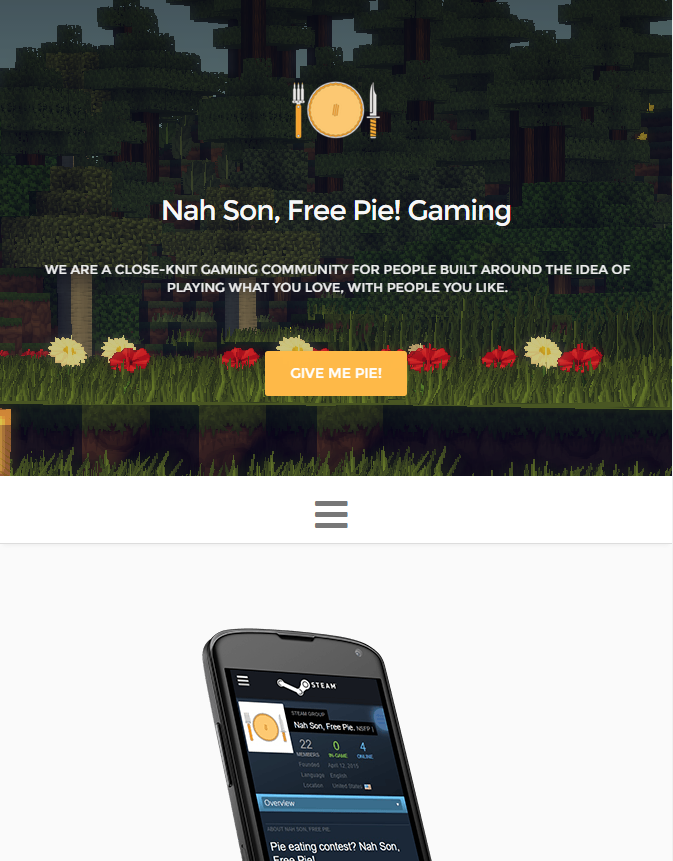 Nah Son, Free Pie! Gaming
WE ARE A CLOSE-KNIT GAMING COMMUNITY FOR PEOPLE BUILT AROUND THE IDEA OF
PLAYING WHAT YOU LOVE, WITH PEOPLE YOU LIKE.
GIVE ME PIE!
STEAM
STEAM GROUP
Nah Son, Free Pie. NSFP
22 0 4
MEMBERS IN-GAME ONLINE
Founded April 12, 2015
Language English
Location United States
Overview
ABOUT NAH SON, FREE PIE
Pie eating contest? Nah Son,
Free Pie!